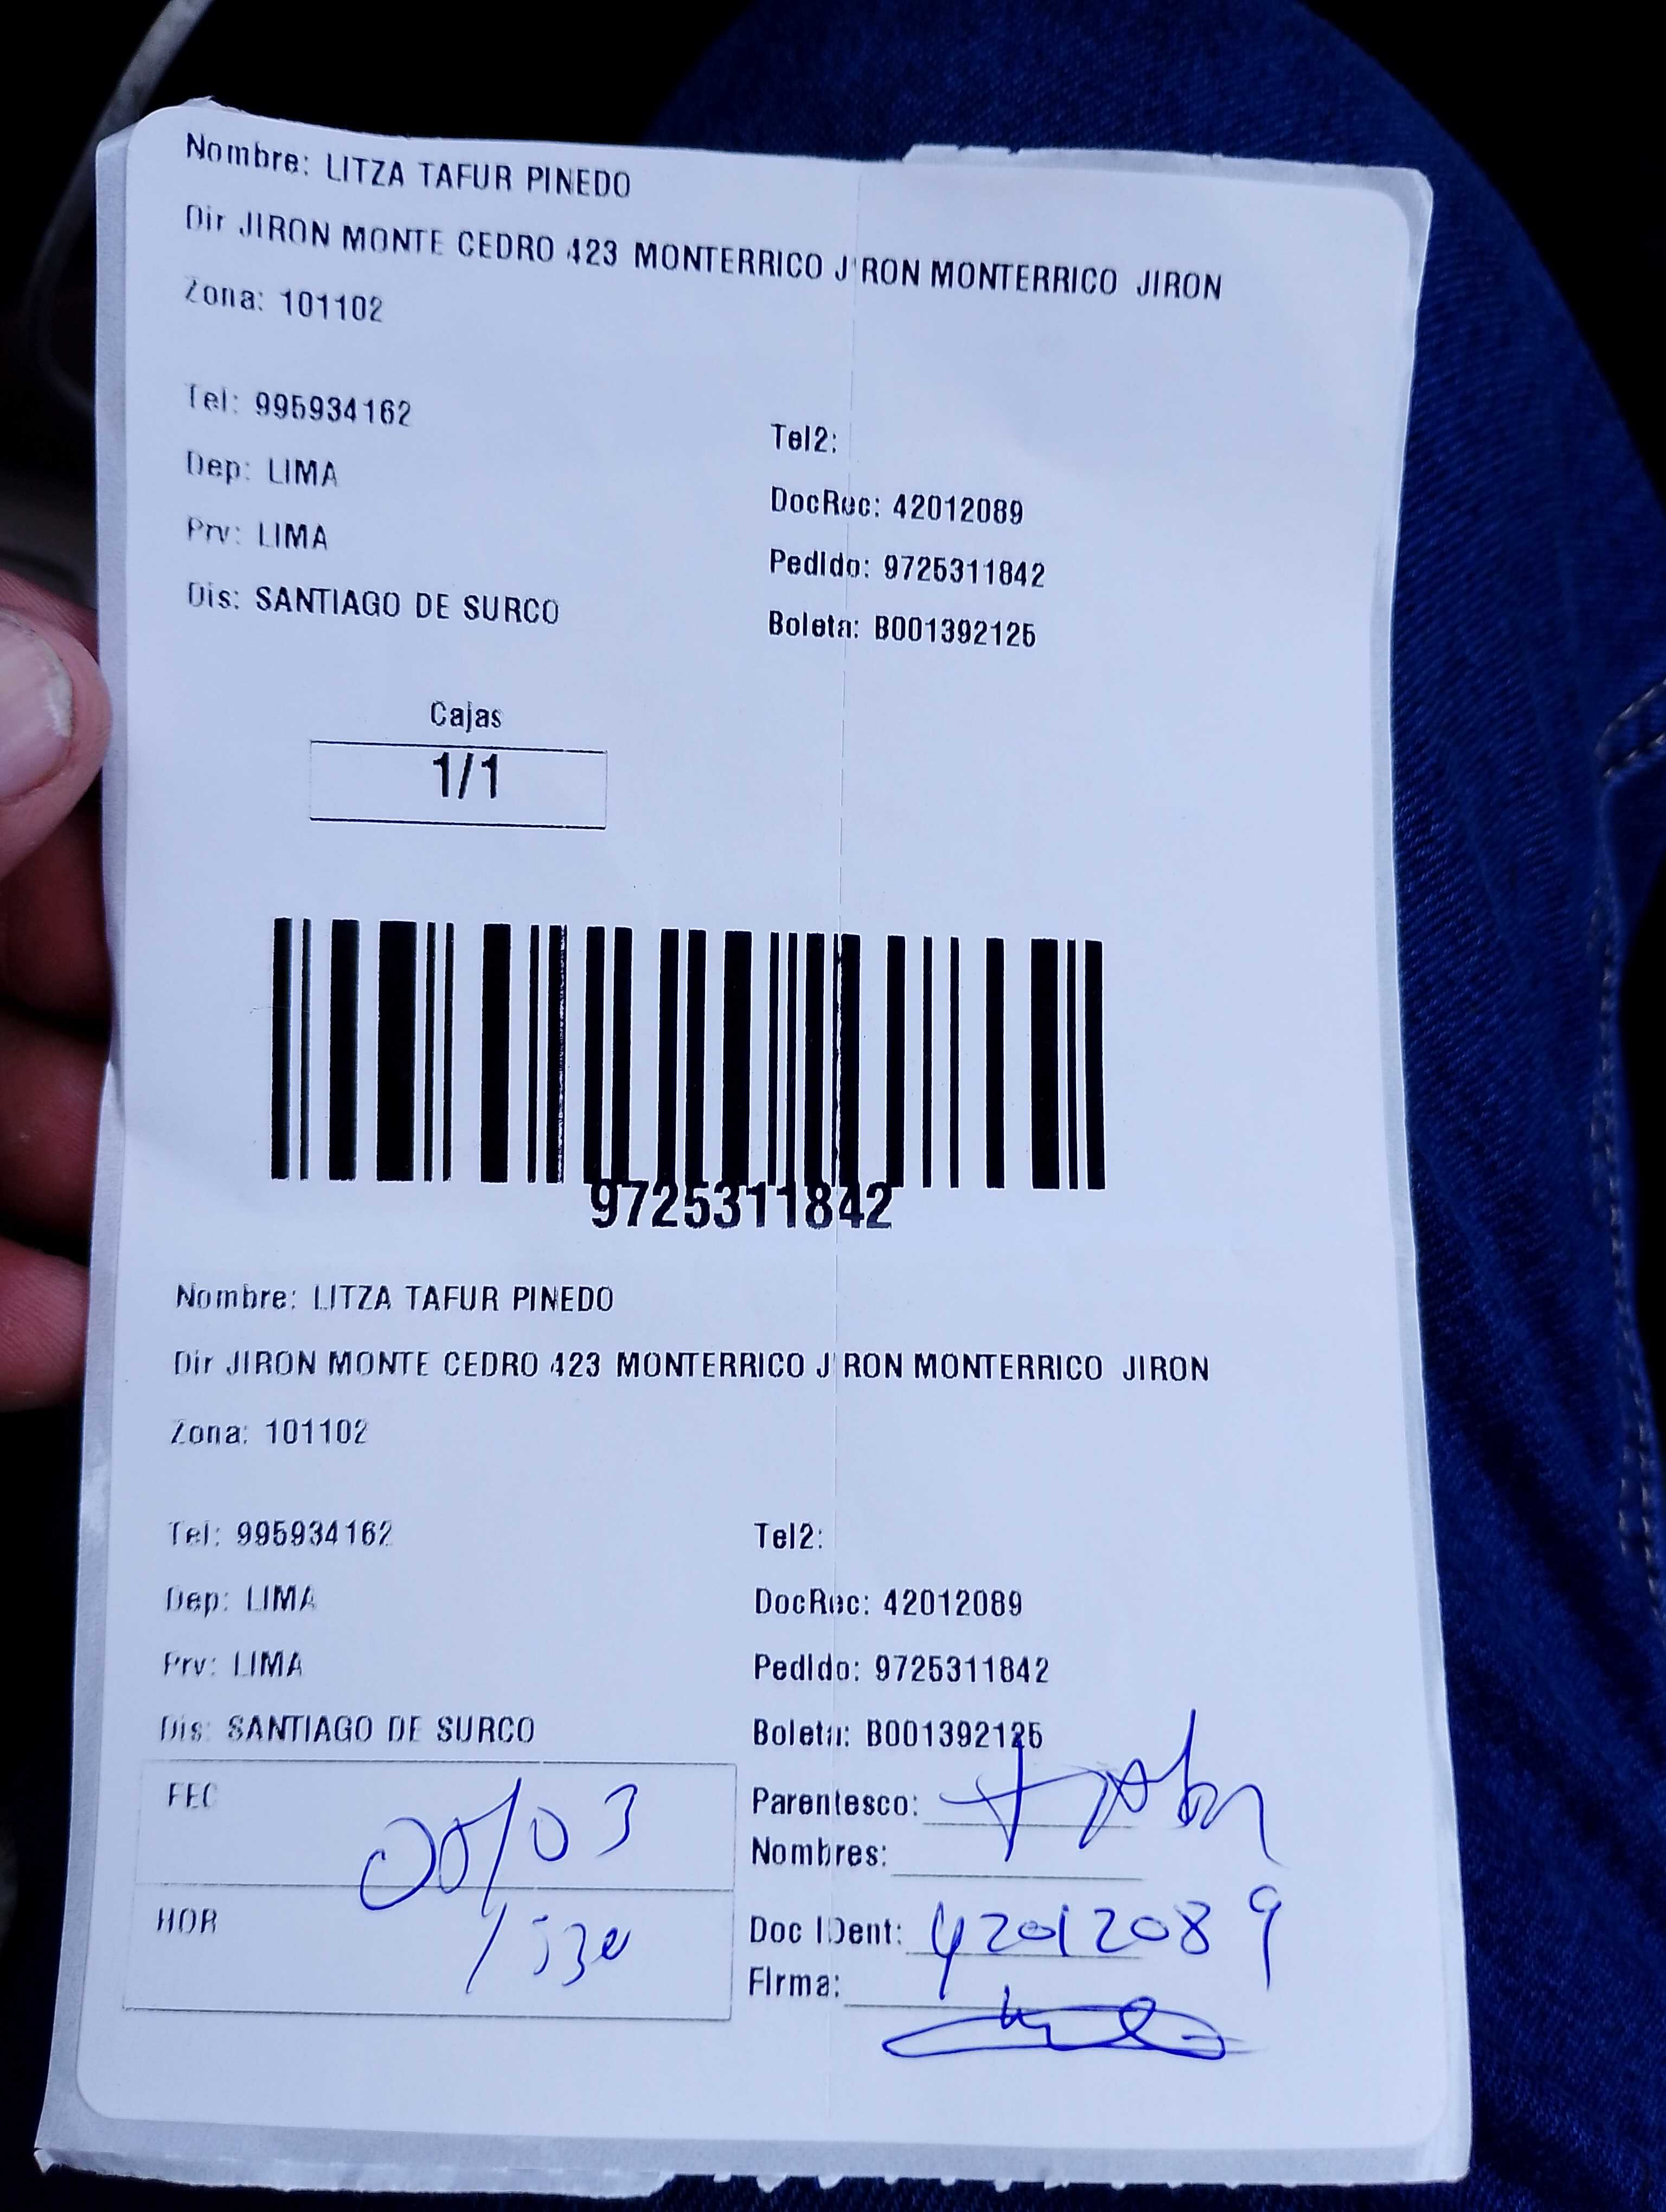 Nombre: LITZA TAFUR PINEDO
Dir JIRON MONTE CEDRO 423 MONTERRICO JIRON MONTERRICO JIRON
Zona: 101102
Tel: 995934162
Tel2:
Dep: LIMA
DocRec: 42012089
Prv: LIMA
Pedido: 9725311842
Dis: SANTIAGO DE SURCO
Boleta: B001392125
Cajas
1/1
9725311842
Nombre: LITZA TAFUR PINEDO
Dir JIRON MONTE CEDRO 423 MONTERRICO JIRON MONTERRICO JIRON
Zona: 101102
Tel: 995934162
Tel2:
Dep: LIMA
DocRec: 42012089
Prv: LIMA
Pedido: 9725311842
Dis: SANTIAGO DE SURCO
Boleta: B001392125
FEC
Parentesco:
Nombres:
HOR
Doc IDent: 42012089
Firma: